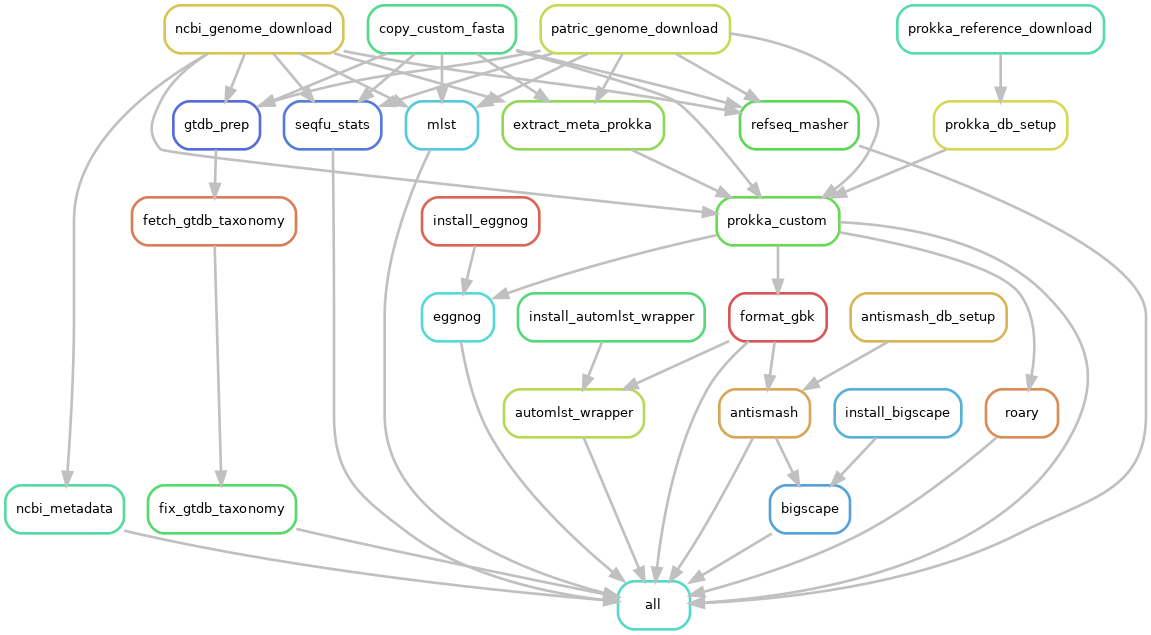 ncbi_genome_download
copy_custom_fasta
patric_genome_download
prokka_reference_download
gtdb_prep
seqfu_stats
mlst
extract_meta_prokka
refseq_masher
prokka_db_setup
fetch_gtdb_taxonomy
install_eggnog
prokka_custom
eggnog
install_automlst_wrapper
format_gbk
antismash_db_setup
automlst_wrapper
antismash
install_bigscape
roary
ncbi_metadata
fix_gtdb_taxonomy
bigscape
all